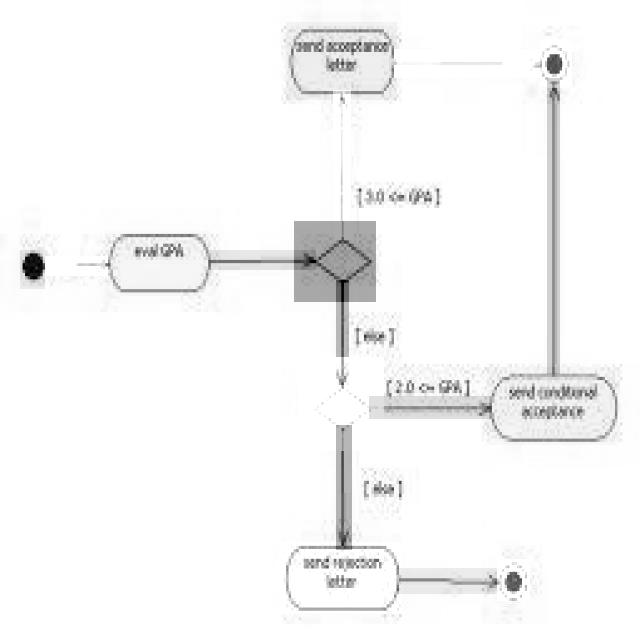 send acceptance
letter
[ 3.0 <= GPA ]
eval GPA
[ else ]
[ 2.0 <= GPA ]
send conditional
acceptance
[ else ]
send rejection
letter